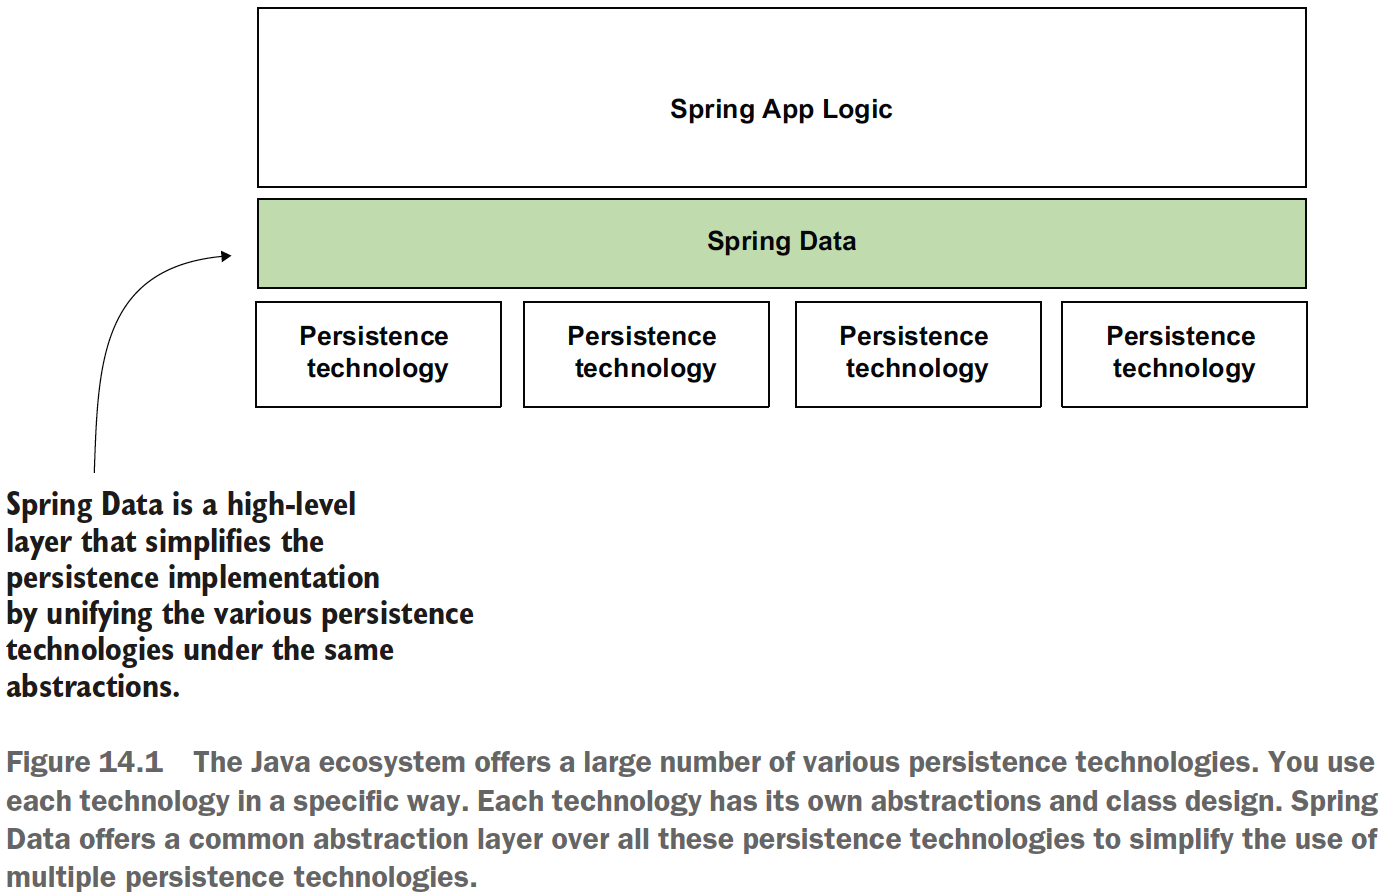 Spring App Logic
Spring Data
Persistence technology
Persistence technology
Persistence technology
Persistence technology
Spring Data is a high-level
layer that simplifies the
persistence implementation
by unifying the various persistence
technologies under the same
abstractions.
Figure 14.1 The Java ecosystem offers a large number of various persistence technologies. You use
each technology in a specific way. Each technology has its own abstractions and class design. Spring
Data offers a common abstraction layer over all these persistence technologies to simplify the use of
multiple persistence technologies.